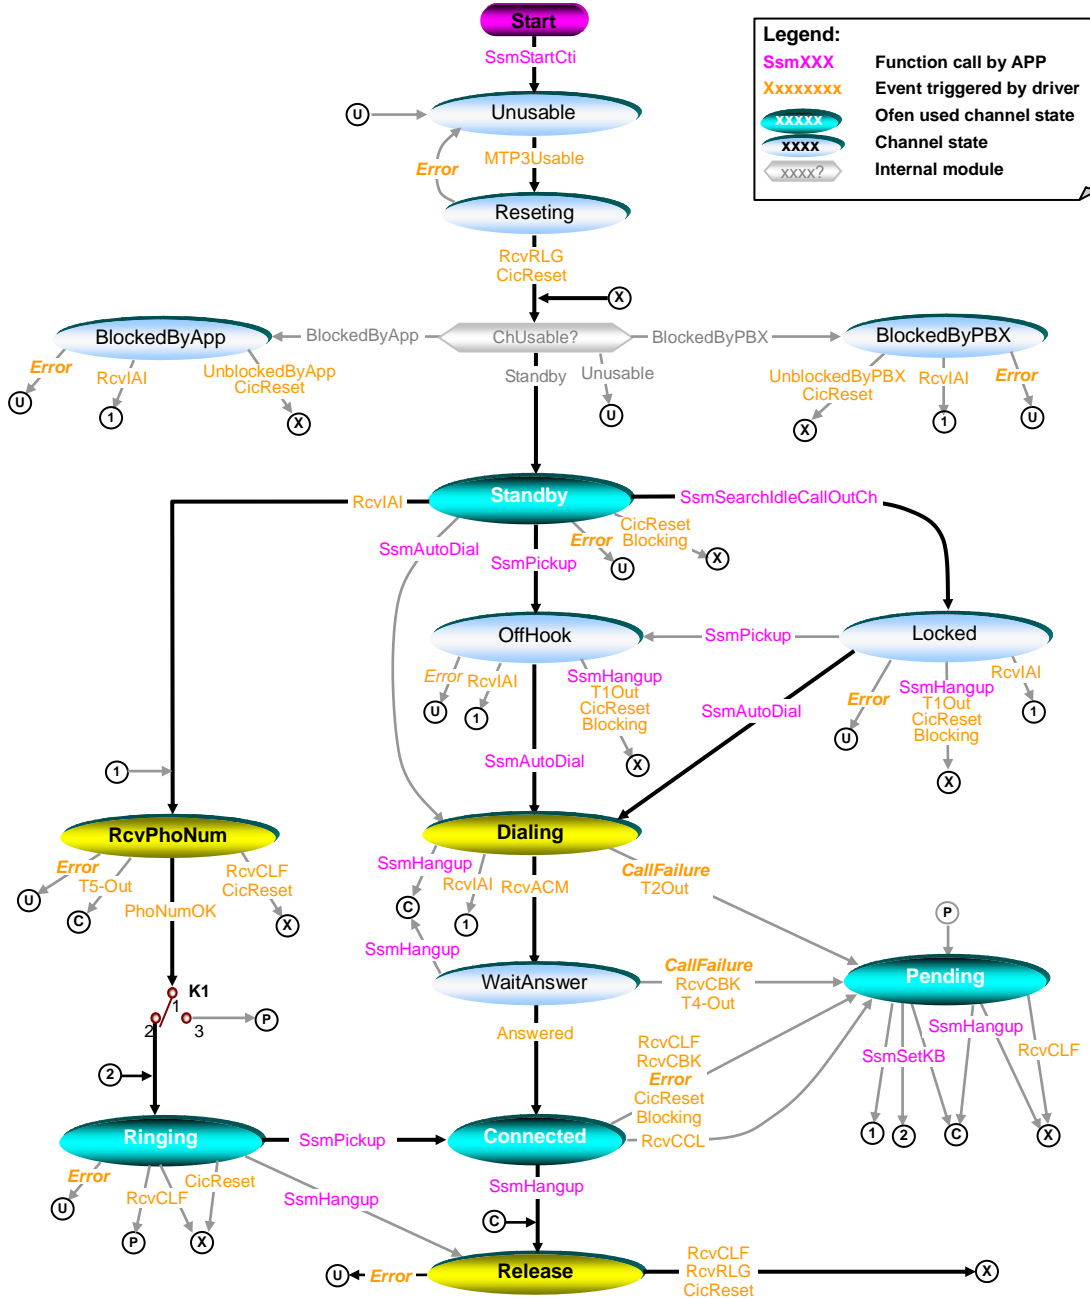 Start
SsmStartCti
Legend:
SsmXXX Function call by APP
Xxxxxxxx Event triggered by driver
xxxxx Ofen used channel state
xxxx Channel state
xxxx? Internal module
U
Unusable
Error
MTP3Usable
Reseting
RcvRLG
CicReset
X
BlockedByApp
BlockedByApp
ChUsable?
BlockedByPBX
BlockedByPBX
Error
RcvIAI
UnblockedByApp
CicReset
U
1
X
Standby
Unusable
U
UnblockedByPBX
CicReset
RcvIAI
Error
X
1
U
RcvIAI
Standby
SsmSearchIdleCallOutCh
SsmAutoDial
SsmPickup
Error
CicReset
Blocking
U
X
OffHook
SsmPickup
Locked
Error
RcvIAI
SsmHangup
T1Out
CicReset
Blocking
U
1
X
SsmAutoDial
SsmAutoDial
Error
SsmHangup
T1Out
CicReset
Blocking
RcvIAI
U
1
X
1
RcvPhoNum
Error
T5-Out
RcvCLF
CicReset
U
C
X
PhoNumOK
Dialing
SsmHangup
RcvIAI
RcvACM
CallFailure
T2Out
C
1
SsmHangup
P
WaitAnswer
CallFailure
RcvCBK
T4-Out
Pending
K1
1
2
3
P
Answered
RcvCLF
RcvCBK
Error
CicReset
Blocking
SsmHangup
SsmSetKB
RcvCLF
1
2
C
X
2
Ringing
SsmPickup
Connected
RcvCCL
Error
RcvCLF
CicReset
SsmHangup
SsmHangup
U
P
X
C
U
Error
Release
RcvCLF
RcvRLG
CicReset
X